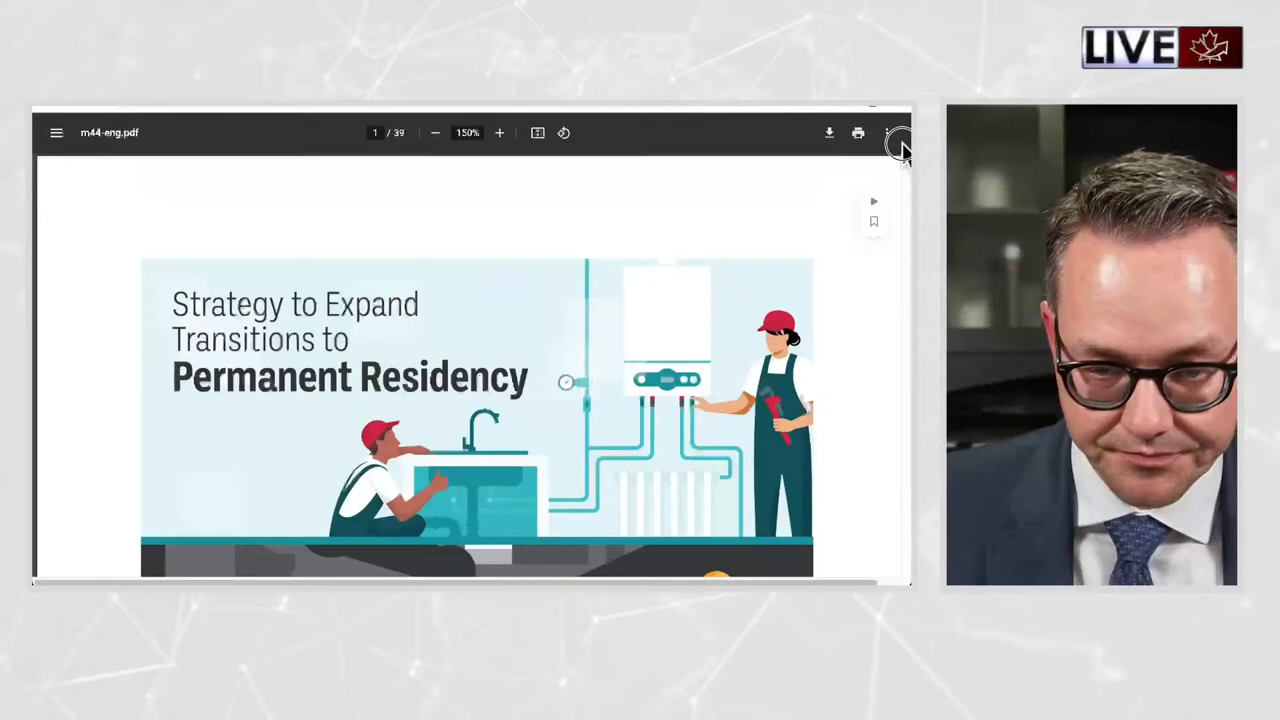 LIVE
m44-eng.pdf
1 / 39
150%
Strategy to Expand
Transitions to
Permanent Residency